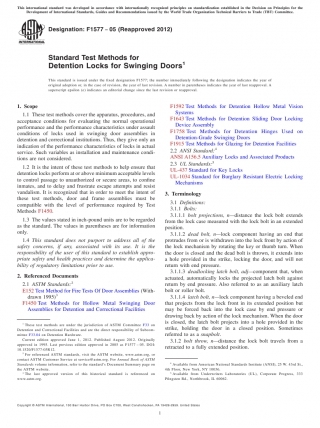 This international standard was developed in accordance with internationally recognized principles on standardization established in the Decision on Principles for the
Development of International Standards, Guides and Recommendations issued by the World Trade Organization Technical Barriers to Trade (TBT) Committee.
Designation: F1577 − 05 (Reapproved 2012)
INTERNATIONAL
Standard Test Methods for
Detention Locks for Swinging Doors1
This standard is issued under the fixed designation F1577; the number immediately following the designation indicates the year of
original adoption or, in the case of revision, the year of last revision. A number in parentheses indicates the year of last reapproval. A
superscript epsilon (ε) indicates an editorial change since the last revision or reapproval.
1. Scope
1.1 These test methods cover the apparatus, procedures, and
acceptance conditions for evaluating the normal operational
performance and the performance characteristics under assault
conditions of locks used in swinging door assemblies in
detention and correctional institutions. Thus, they give only an
indication of the performance characteristics of locks in actual
service. Such variables as installation and maintenance condi-
tions are not considered.
1.2 It is the intent of these test methods to help ensure that
detention locks perform at or above minimum acceptable levels
to control passage to unauthorized or secure areas, to confine
inmates, and to delay and frustrate escape attempts and resist
vandalism. It is recognized that in order to meet the intent of
these test methods, door and frame assemblies must be
compatible with the level of performance required by Test
Methods F1450.
1.3 The values stated in inch-pound units are to be regarded
as the standard. The values in parentheses are for information
only.
1.4 This standard does not purport to address all of the
safety concerns, if any, associated with its use. It is the
responsibility of the user of this standard to establish appro-
priate safety and health practices and determine the applica-
bility of regulatory limitations prior to use.
2. Referenced Documents
2.1 ASTM Standards:2
E152 Test Method for Fire Tests Of Door Assemblies (With-
drawn 1995)3
F1450 Test Methods for Hollow Metal Swinging Door
Assemblies for Detention and Correctional Facilities
1 These test methods are under the jurisdiction of ASTM Committee F33 on
Detention and Correctional Facilities and are the direct responsibility of Subcom-
mittee
Current edition approved June 1, 2012. Published August 2012. Originally
approved in 1995. Last previous edition approved in 2005 as F1577 – 05. DOI:
2 For referenced ASTM standards, visit the ASTM website, www.astm.org, or
contact ASTM Customer Service at service@astm.org. For Annual Book of ASTM
Standards volume information, refer to the standard's Document Summary page on
the ASTM website.
3 The last approved version of this historical standard is referenced on
www.astm.org.
F1592 Test Methods for Detention Hollow Metal Vision
Systems
F1643 Test Methods for Detention Sliding Door Locking
Device Assembly
F1758 Test Methods for Detention Hinges Used on
Detention-Grade Swinging Doors
F1915 Test Methods for Glazing for Detention Facilities
2.2 ANSI Standard:4
ANSI A156.5 Auxiliary Locks and Associated Products
2.3 UL Standards:5
UL-437 Standard for Key Locks
UL-1034 Standard for Burglary Resistant Electric Locking
Mechanisms
3. Terminology
3.1 Definitions:
3.1.1 Bolts:
3.1.1.1 bolt projection, n—distance the lock bolt extends
from the lock case measured with the lock bolt in an extended
position.
3.1.1.2 dead bolt, n—lock component having an end that
protrudes from or is withdrawn into the lock front by action of
the lock mechanism by rotating the key or thumb turn. When
the door is closed and the dead bolt is thrown, it extends into
a hole provided in the strike, locking the door, and will not
return with end pressure.
3.1.1.3 deadlocking latch bolt, adj—component that, when
actuated, automatically locks the projected latch bolt against
return by end pressure. Also referred to as an auxiliary latch
bolt or roller bolt.
3.1.1.4 latch bolt, n—lock component having a beveled end
that projects from the lock front in its extended position but
may be forced back into the lock case by end pressure or
drawing back by action of the lock mechanism. When the door
is closed, the latch bolt projects into a hole provided in the
strike, holding the door in a closed position. Sometimes
referred to as a snapbolt.
3.1.2 bolt throw, n—distance the lock bolt travels from a
retracted to a fully extended position.
4 Available from American National Standards Institute (ANSI), 25 W. 43rd St.,
4th Floor, New York, NY 10036.
5 Available from Underwriters Laboratories (UL), Corporate Progress, 333
Pfingsten Rd., Northbrook, IL 60062.
Copyright © ASTM International, 100 Barr Harbor Drive, PO Box C700, West Conshohocken, PA 19428-2959, United States
1